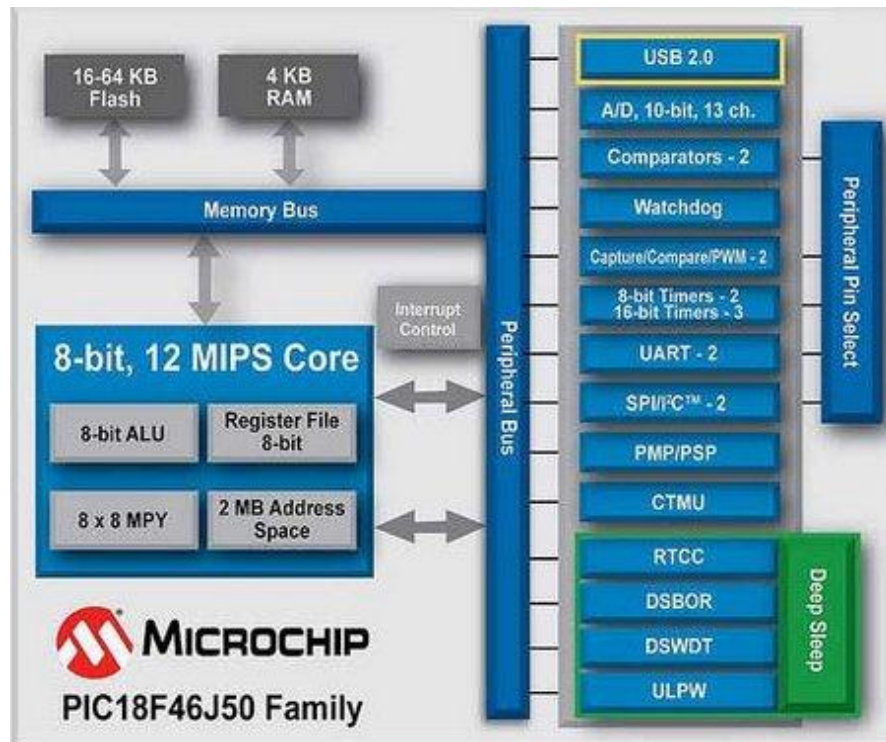 16-64 KB
Flash
4 KB
RAM
Memory Bus
Interrupt
Control
8-bit, 12 MIPS Core
8-bit ALU
Register File
8-bit
8 x 8 MPY
2 MB Address
Space
MICROCHIP
PIC18F46J50 Family
Peripheral Bus
USB 2.0
A/D, 10-bit, 13 ch.
Comparators - 2
Watchdog
Capture/Compare/PWM - 2
8-bit Timers - 2
16-bit Timers - 3
UART - 2
SPI/I²C™ - 2
PMP/PSP
CTMU
RTCC
DSBOR
DSWDT
ULPW
Peripheral Pin Select
Deep Sleep